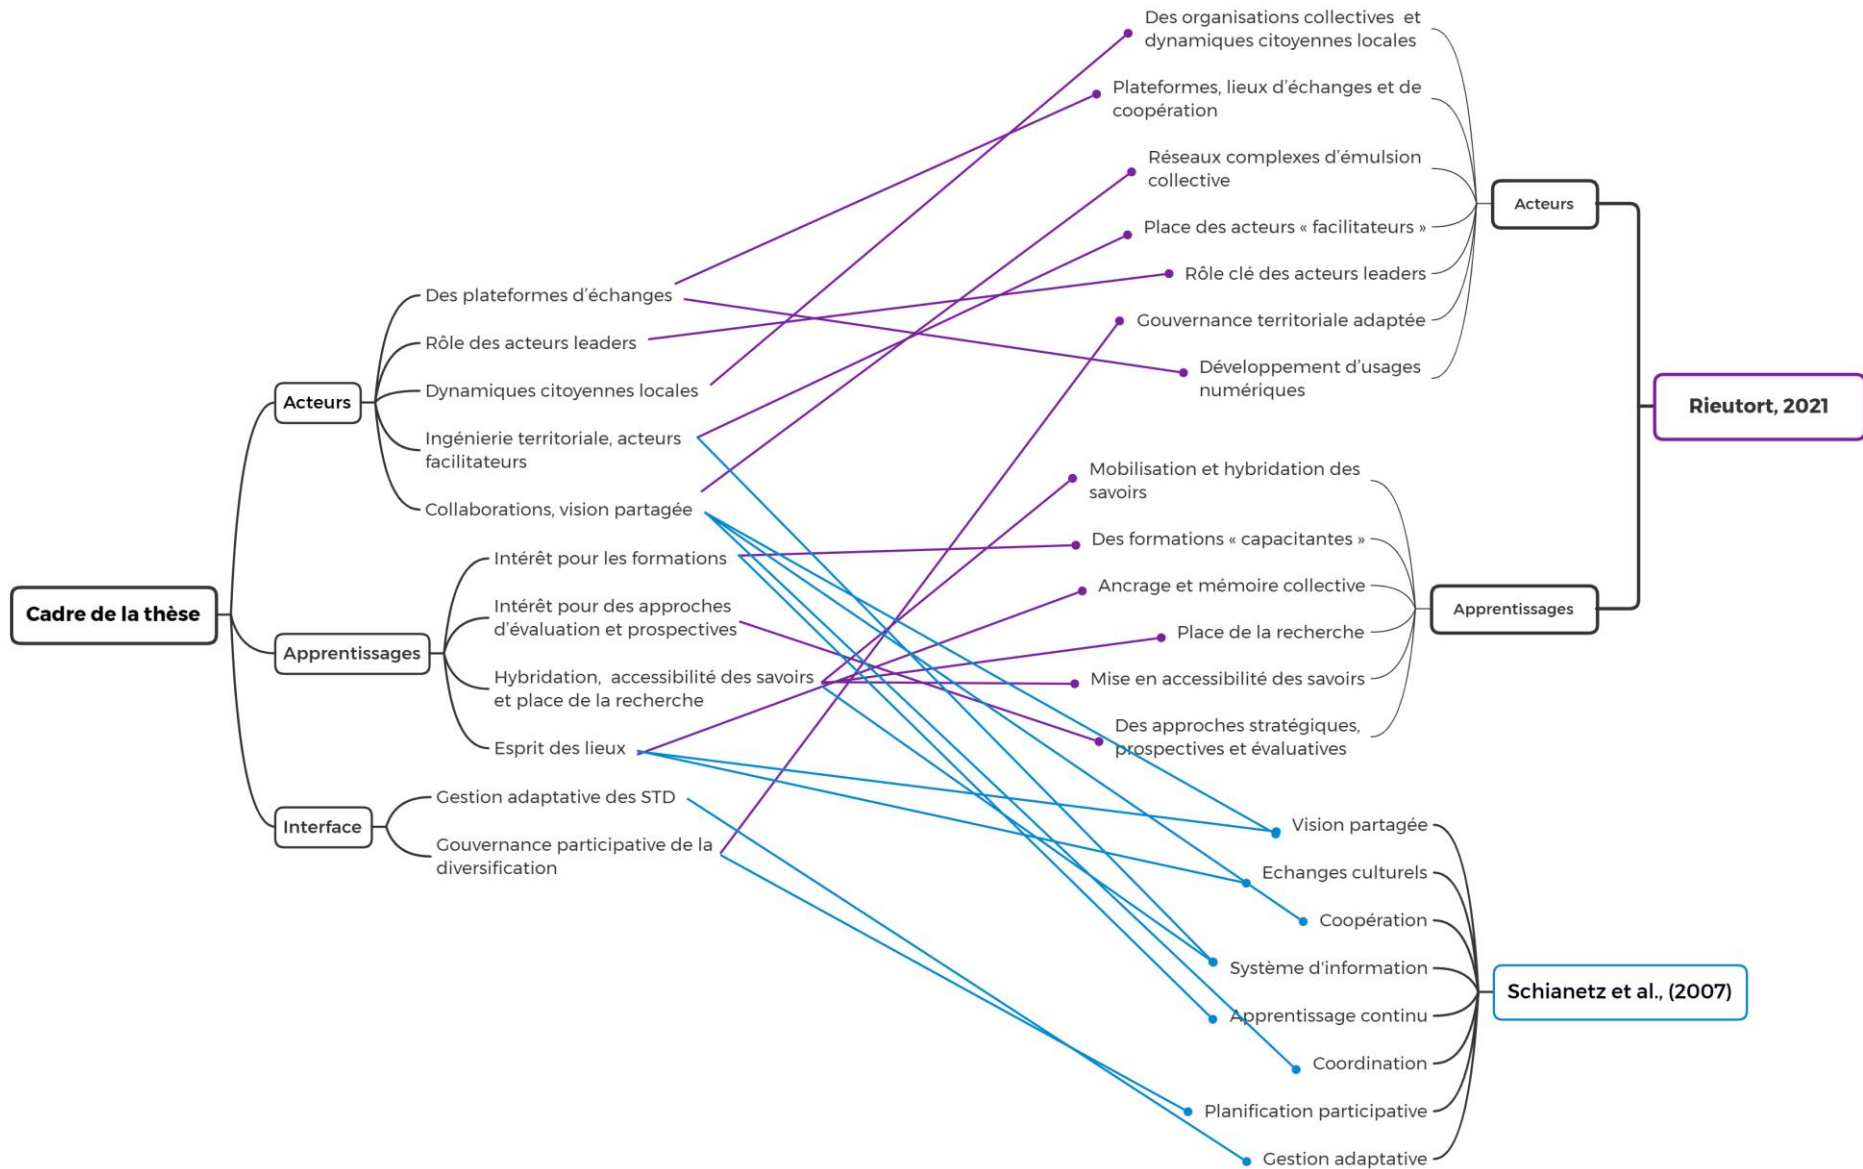 Cadre de la thèse
Acteurs
Des plateformes d'échanges
Rôle des acteurs leaders
Dynamiques citoyennes locales
Ingénierie territoriale, acteurs
facilitateurs
Collaborations, vision partagée
Apprentissages
Intérêt pour les formations
Intérêt pour des approches
d'évaluation et prospectives
Hybridation, accessibilité des savoirs
et place de la recherche
Esprit des lieux
Interface
Gestion adaptative des STD
Gouvernance participative de la
diversification
Des organisations collectives et
dynamiques citoyennes locales
Plateformes, lieux d'échanges et de
coopération
Réseaux complexes d'émulsion
collective
Place des acteurs « facilitateurs »
Rôle clé des acteurs leaders
Gouvernance territoriale adaptée
Développement d'usages
numériques
Acteurs
Mobilisation et hybridation des
savoirs
Des formations « capacitantes »
Ancrage et mémoire collective
Place de la recherche
Mise en accessibilité des savoirs
Des approches stratégiques,
prospectives et évaluatives
Apprentissages
Rieutort, 2021
Vision partagée
Echanges culturels
Coopération
Système d'information
Apprentissage continu
Coordination
Planification participative
Gestion adaptative
Schianetz et al., (2007)